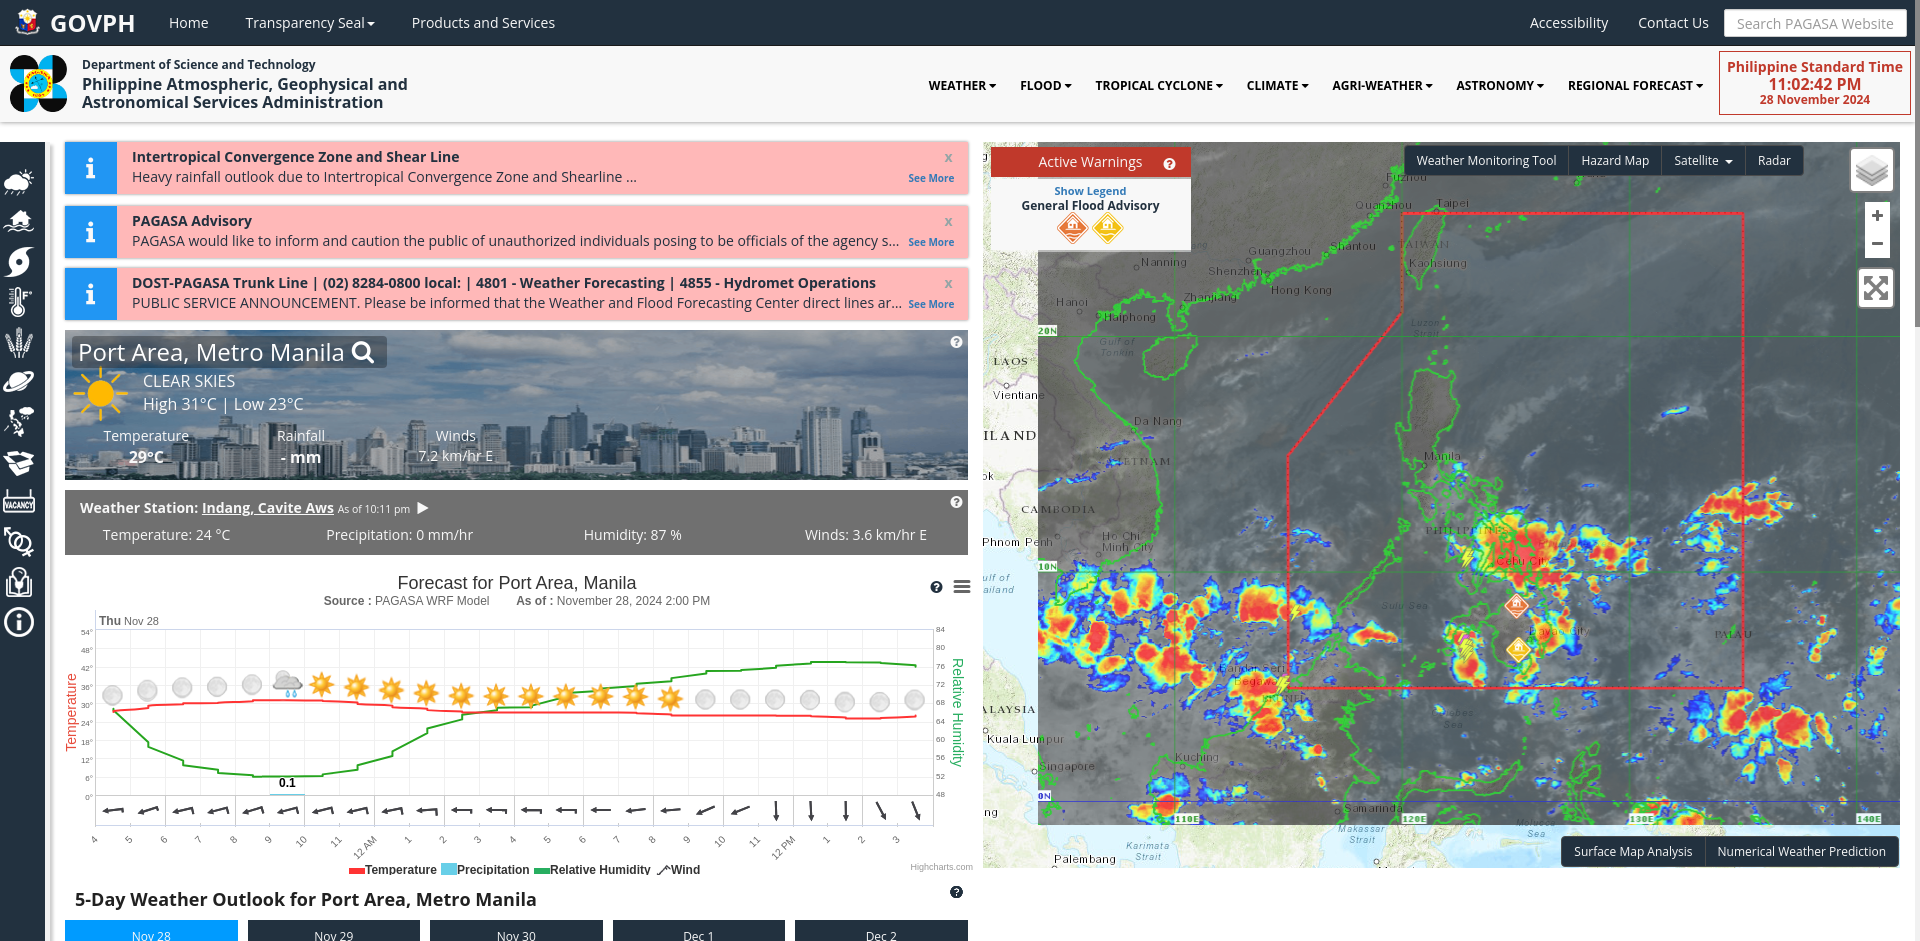 GOVPH
Home
Transparency Seal
Products and Services
Accessibility
Contact Us
Search PAGASA Website
Department of Science and Technology
Philippine Atmospheric, Geophysical and
Astronomical Services Administration
WEATHER
FLOOD
TROPICAL CYCLONE
CLIMATE
AGRI-WEATHER
ASTRONOMY
REGIONAL FORECAST
Philippine Standard Time
11:02:42 PM
28 November 2024
VACANCY
Intertropical Convergence Zone and Shear Line
x
Heavy rainfall outlook due to Intertropical Convergence Zone and Shearline ...
See More
PAGASA Advisory
x
PAGASA would like to inform and caution the public of unauthorized individuals posing to be officials of the agency s...
See More
DOST-PAGASA Trunk Line | (02) 8284-0800 local: | 4801 - Weather Forecasting | 4855 - Hydromet Operations
x
PUBLIC SERVICE ANNOUNCEMENT. Please be informed that the Weather and Flood Forecasting Center direct lines ar...
See More
Port Area, Metro Manila
CLEAR SKIES
High 31°C | Low 23°C
Temperature
29°C
Rainfall
- mm
Winds
7.2 km/hr E
Weather Station: Indang, Cavite Aws As of 10:11 pm
Temperature: 24 °C
Precipitation: 0 mm/hr
Humidity: 87 %
Winds: 3.6 km/hr E
Forecast for Port Area, Manila
Source : PAGASA WRF Model As of : November 28, 2024 2:00 PM
Thu Nov 28
Temperature
54°
48°
42°
36°
30°
24°
18°
12°
6°
0°
84
80
76
72
68
64
60
56
52
48
Relative Humidity
0.1
4
5
6
7
8
9
10
11
12 AM
1
2
3
4
5
6
7
8
9
10
11
12 PM
1
2
3
Temperature
Precipitation
Relative Humidity
Wind
Highcharts.com
5-Day Weather Outlook for Port Area, Metro Manila
Nov 28
Nov 29
Nov 30
Dec 1
Dec 2
Active Warnings
Show Legend
General Flood Advisory
Weather Monitoring Tool
Hazard Map
Satellite
Radar
+
−
Fuzhou
Quanzhou
Taipei
TAIWAN
Shantou
Guangzhou
Kaohsiung
Nanning
Shenzhen
Hong Kong
Zhanjiang
Hanoi
Haiphong
Luzon
Strait
20N
Gulf of
Tonkin
LAOS
Vientiane
Da Nang
ILAND
Manila
VIETNAM
ok
CAMBODIA
PHILIPPINES
Phnom Penh
Ho Chi
Minh City
Cebu City
10N
ulf of
ailand
Sulu Sea
Davao City
PALAU
Bandar Seri
Begawan
BRUNEI
ALAYSIA
Celebes
Sea
Kuala Lumpur
Kuching
Singapore
0N
Samarinda
ng
110E
120E
130E
140E
Makassar
Strait
Molucca
Sea
Karimata
Strait
Palembang
Surface Map Analysis
Numerical Weather Prediction